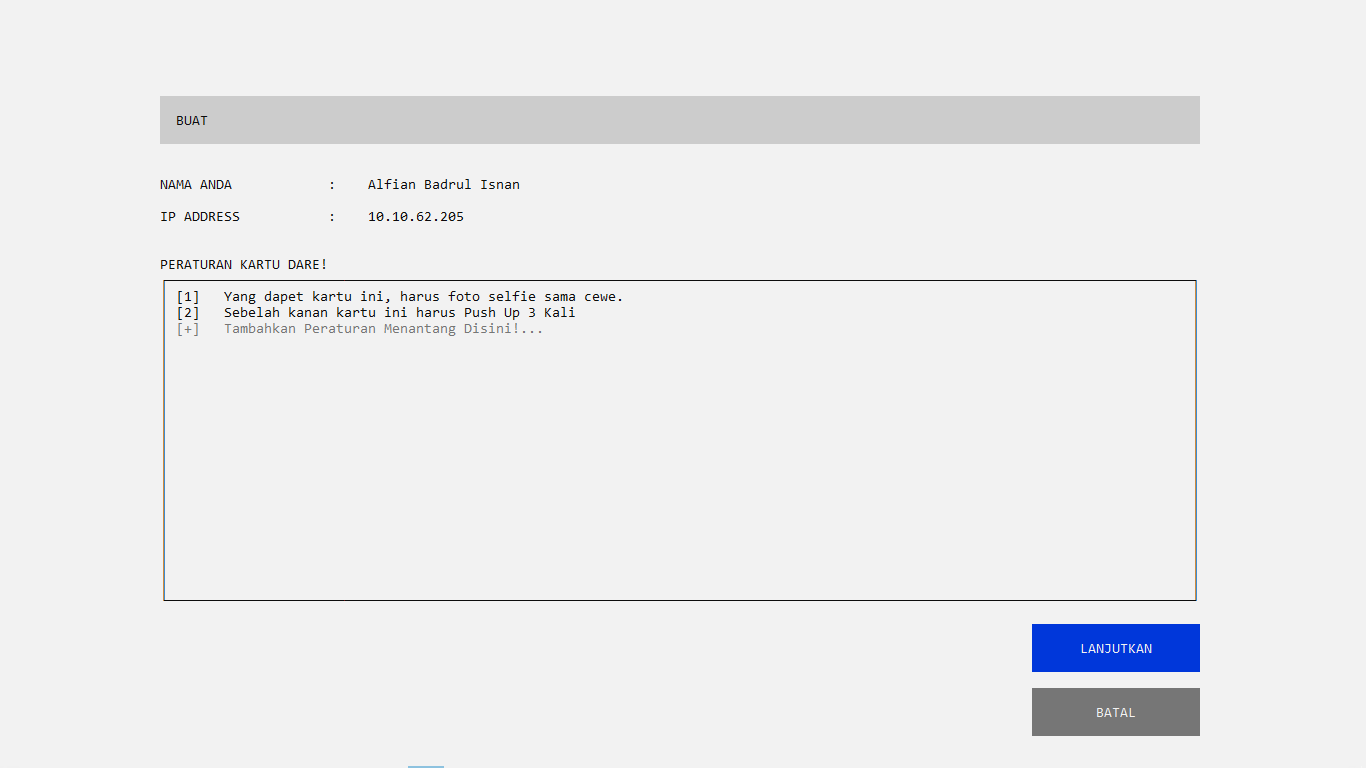 BUAT
NAMA ANDA : Alfian Badrul Isnan
IP ADDRESS : 10.10.62.205
PERATURAN KARTU DARE!
[1] Yang dapet kartu ini, harus foto selfie sama cewe.
[2] Sebelah kanan kartu ini harus Push Up 3 Kali
[+] Tambahkan Peraturan Menantang Disini!...
LANJUTKAN
BATAL